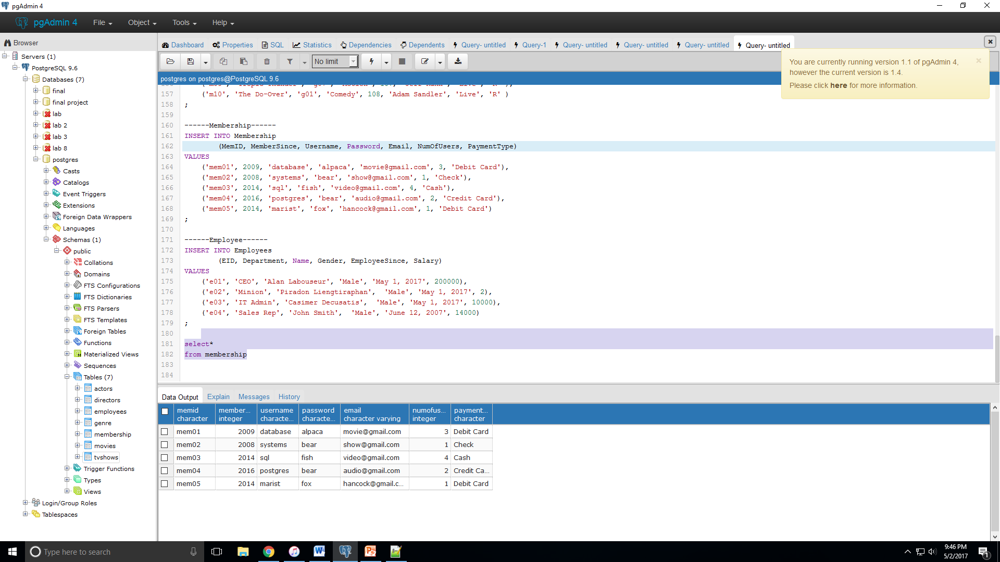 pgAdmin 4
pgAdmin 4 File Object Tools Help
Browser
Servers (1)
PostgreSQL 9.6
Databases (7)
final
final project
lab
lab 2
lab 3
lab 8
postgres
Casts
Catalogs
Event Triggers
Extensions
Foreign Data Wrappers
Languages
Schemas (1)
public
Collations
Domains
FTS Configurations
FTS Dictionaries
FTS Parsers
FTS Templates
Foreign Tables
Functions
Materialized Views
Sequences
Tables (7)
actors
directors
employees
genre
membership
movies
tvshows
Trigger Functions
Types
Views
Login/Group Roles
Tablespaces
Dashboard Properties SQL Statistics Dependencies Dependents Query- untitled Query-1 Query- untitled Query- untitled Query- untitled Query- untitled
No limit
You are currently running version 1.1 of pgAdmin 4,
however the current version is 1.4.
Please click here for more information.
postgres on postgres@PostgreSQL 9.6
157 ('m10', 'The Do-Over', 'g01', 'Comedy', 108, 'Adam Sandler', 'Live', 'R' )
158 ;
159
160 ------Membership------
161 INSERT INTO Membership
162 (MemID, MemberSince, Username, Password, Email, NumOfUsers, PaymentType)
163 VALUES
164 ('mem01', 2009, 'database', 'alpaca', 'movie@gmail.com', 3, 'Debit Card'),
165 ('mem02', 2008, 'systems', 'bear', 'show@gmail.com', 1, 'Check'),
166 ('mem03', 2014, 'sql', 'fish', 'video@gmail.com', 4, 'Cash'),
167 ('mem04', 2016, 'postgres', 'bear', 'audio@gmail.com', 2, 'Credit Card'),
168 ('mem05', 2014, 'marist', 'fox', 'hancock@gmail.com', 1, 'Debit Card')
169 ;
170
171 ------Employee------
172 INSERT INTO Employees
173 (EID, Department, Name, Gender, EmployeeSince, Salary)
174 VALUES
175 ('e01', 'CEO', 'Alan Labouseur', 'Male', 'May 1, 2017', 200000),
176 ('e02', 'Minion', 'Piradon Liengtiraphan', 'Male', 'May 1, 2017', 2),
177 ('e03', 'IT Admin', 'Casimer Decusatis', 'Male', 'May 1, 2017', 10000),
178 ('e04', 'Sales Rep', 'John Smith', 'Male', 'June 12, 2007', 14000)
179 ;
180
181 select*
182 from membership
183
184
Data Output Explain Messages History
memid member... username password email numofus... payment...
character integer characte... characte... character varying integer character
mem01 2009 database alpaca movie@gmail.com 3 Debit Card
mem02 2008 systems bear show@gmail.com 1 Check
mem03 2014 sql fish video@gmail.com 4 Cash
mem04 2016 postgres bear audio@gmail.com 2 Credit Ca...
mem05 2014 marist fox hancock@gmail.c... 1 Debit Card
Type here to search
9:46 PM
5/2/2017
1